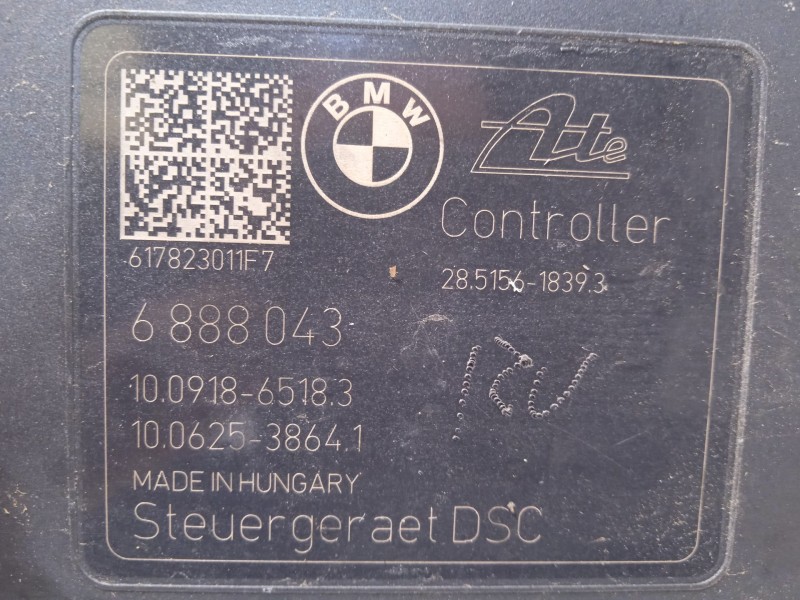 BMW
Ate
Controller
617823011F7
28.5156-1839.3
6 888 043
10.0918-6518.3
10.0625-3864.1
MADE IN HUNGARY
Steuergeraet DSC